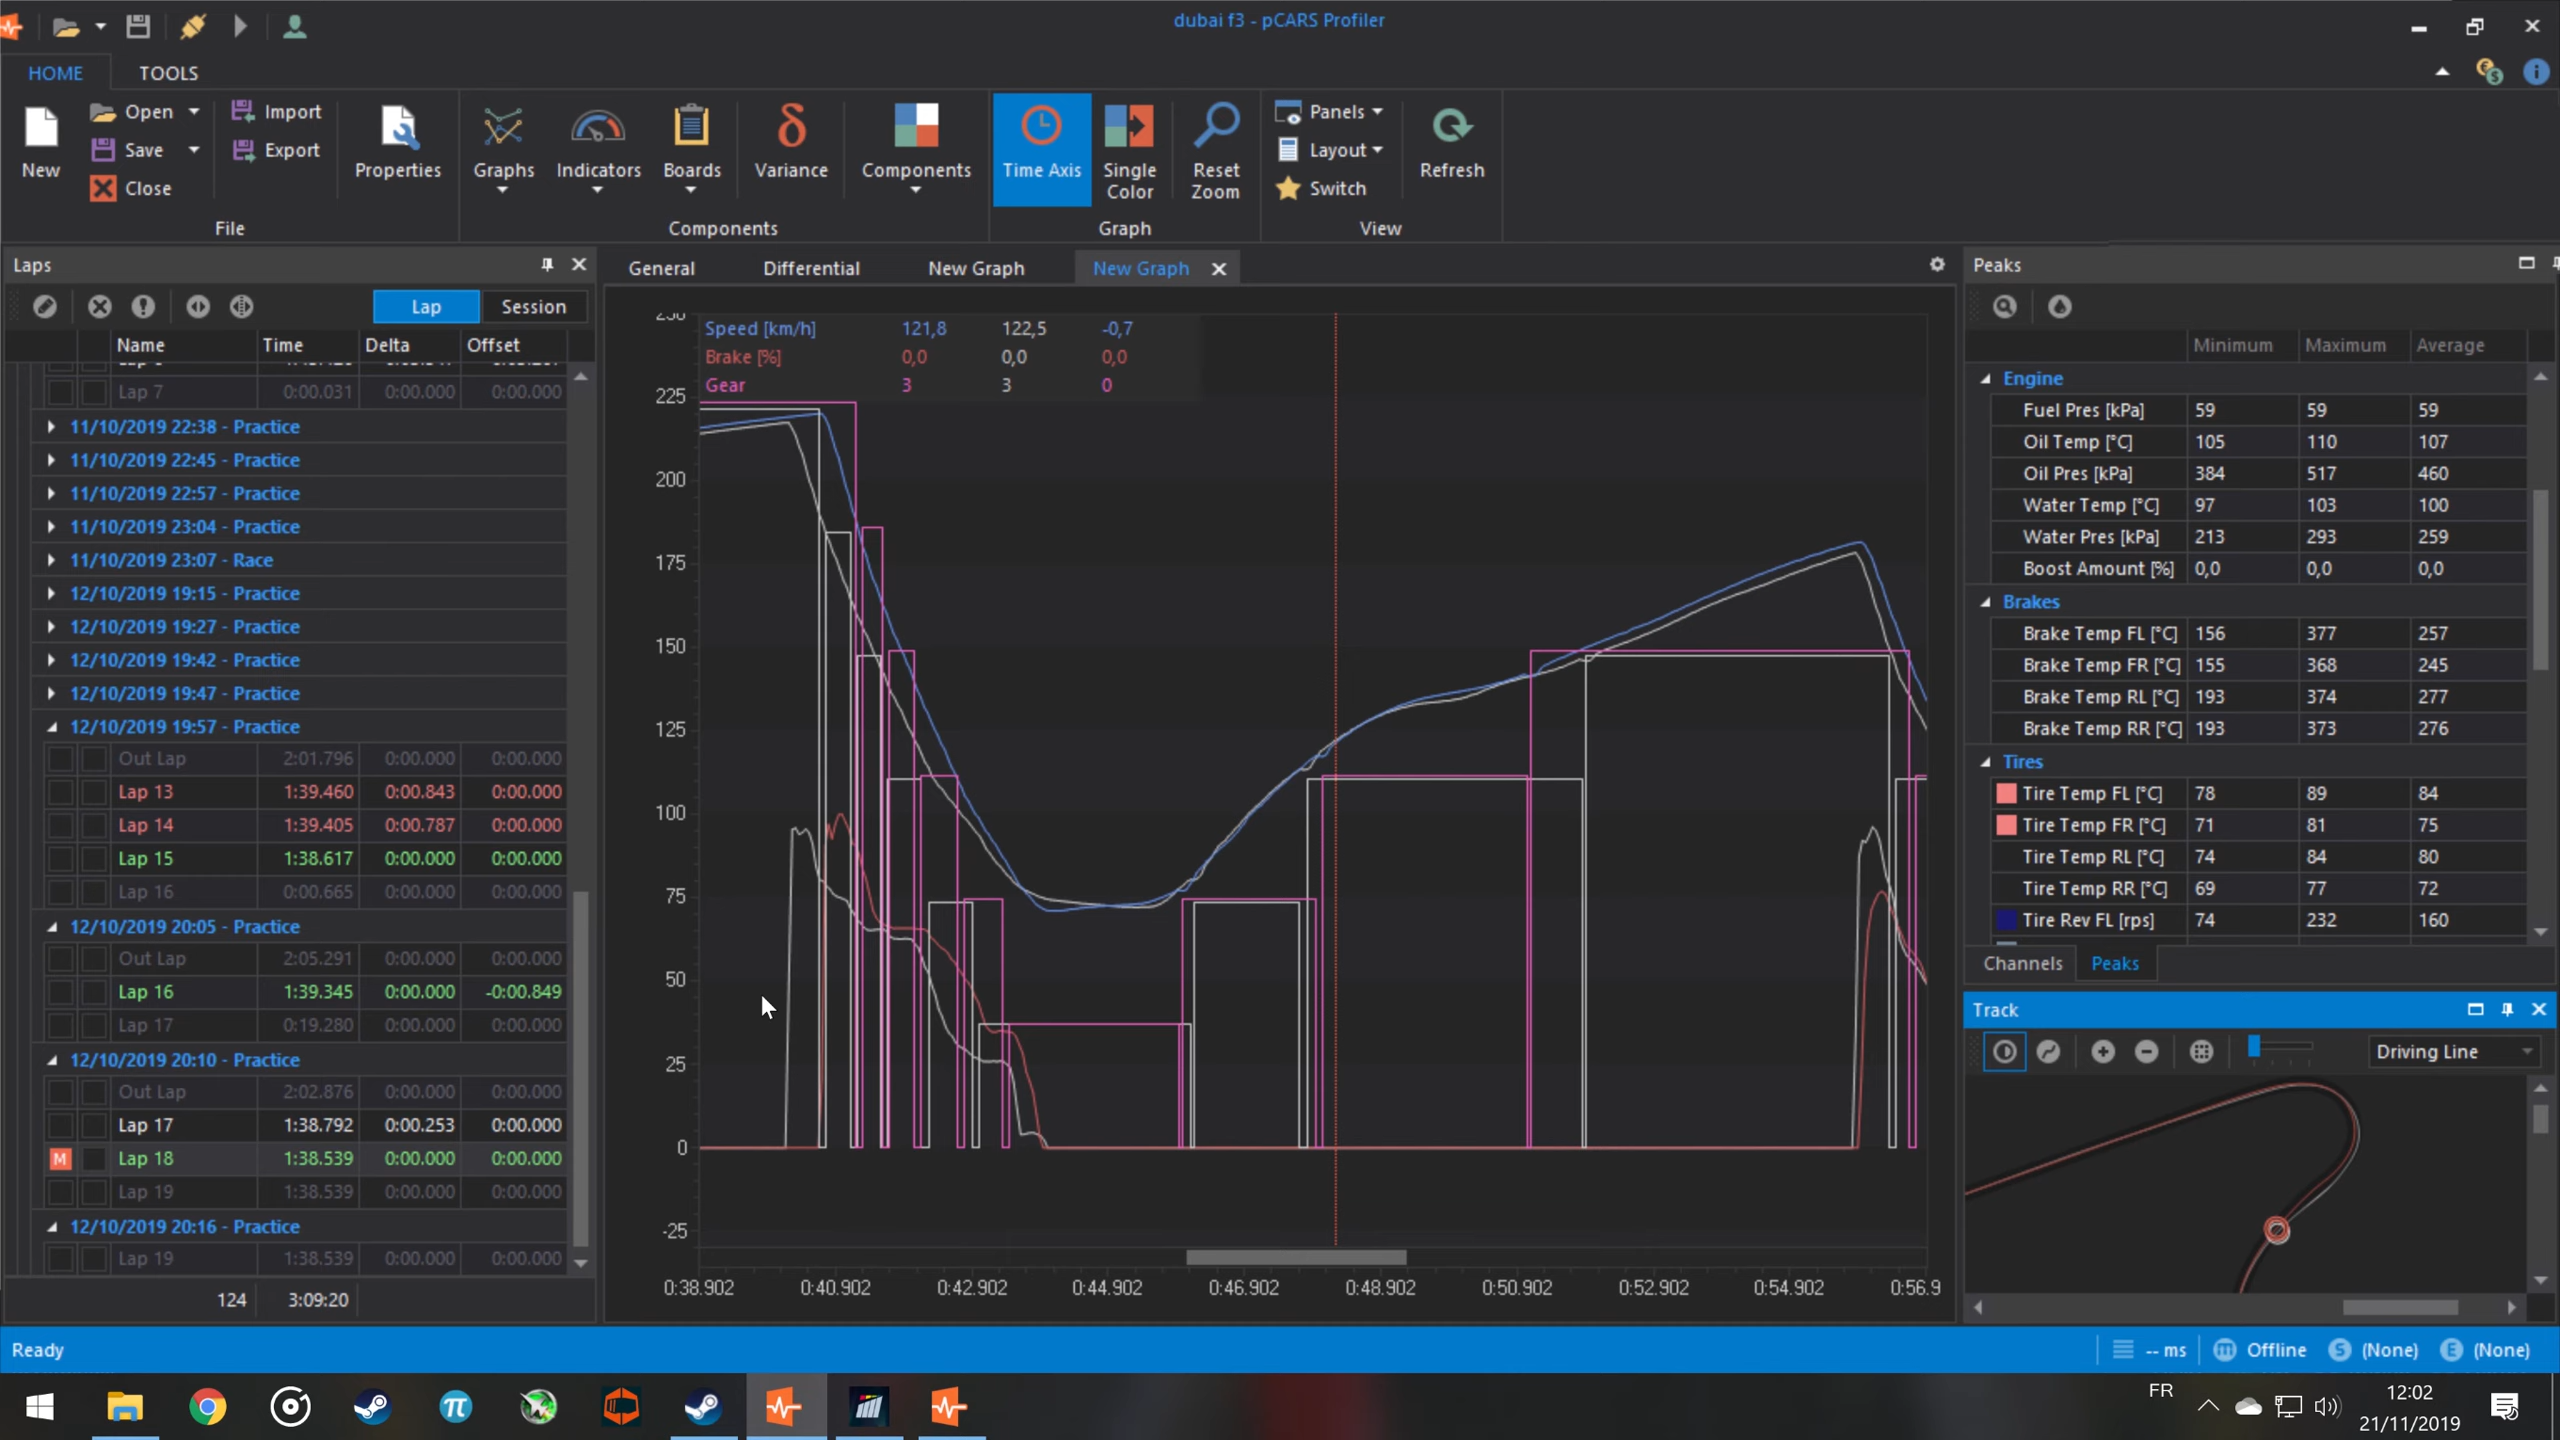 dubai f3 - pCARS Profiler
HOME
TOOLS
New
Open
Save
Close
Import
Export
Properties
File
Graphs
Indicators
Boards
Variance
Components
Components
Time Axis
Single Color
Reset Zoom
Graph
Panels
Layout
Switch
View
Refresh
Laps
Lap
Session
Name Time Delta Offset
Lap 7 0:00.031 0:00.000 0:00.000
11/10/2019 22:38 - Practice
11/10/2019 22:45 - Practice
11/10/2019 22:57 - Practice
11/10/2019 23:04 - Practice
11/10/2019 23:07 - Race
12/10/2019 19:15 - Practice
12/10/2019 19:27 - Practice
12/10/2019 19:42 - Practice
12/10/2019 19:47 - Practice
12/10/2019 19:57 - Practice
Out Lap 2:01.796 0:00.000 0:00.000
Lap 13 1:39.460 0:00.843 0:00.000
Lap 14 1:39.405 0:00.787 0:00.000
Lap 15 1:38.617 0:00.000 0:00.000
Lap 16 0:00.665 0:00.000 0:00.000
12/10/2019 20:05 - Practice
Out Lap 2:05.291 0:00.000 0:00.000
Lap 16 1:39.345 0:00.000 -0:00.849
Lap 17 0:19.280 0:00.000 0:00.000
12/10/2019 20:10 - Practice
Out Lap 2:02.876 0:00.000 0:00.000
Lap 17 1:38.792 0:00.253 0:00.000
M Lap 18 1:38.539 0:00.000 0:00.000
Lap 19 1:38.539 0:00.000 0:00.000
12/10/2019 20:16 - Practice
Lap 19 1:38.539 0:00.000 0:00.000
124 3:09:20
General
Differential
New Graph
New Graph
Speed [km/h] 121,8 122,5 -0,7
Brake [%] 0,0 0,0 0,0
Gear 3 3 0
225
200
175
150
125
100
75
50
25
0
-25
0:38.902 0:40.902 0:42.902 0:44.902 0:46.902 0:48.902 0:50.902 0:52.902 0:54.902 0:56.9
Peaks
Minimum Maximum Average
Engine
Fuel Pres [kPa] 59 59 59
Oil Temp [°C] 105 110 107
Oil Pres [kPa] 384 517 460
Water Temp [°C] 97 103 100
Water Pres [kPa] 213 293 259
Boost Amount [%] 0,0 0,0 0,0
Brakes
Brake Temp FL [°C] 156 377 257
Brake Temp FR [°C] 155 368 245
Brake Temp RL [°C] 193 374 277
Brake Temp RR [°C] 193 373 276
Tires
Tire Temp FL [°C] 78 89 84
Tire Temp FR [°C] 71 81 75
Tire Temp RL [°C] 74 84 80
Tire Temp RR [°C] 69 77 72
Tire Rev FL [rps] 74 232 160
Channels
Peaks
Track
Driving Line
Ready
-- ms
Offline
(None)
(None)
FR
12:02
21/11/2019